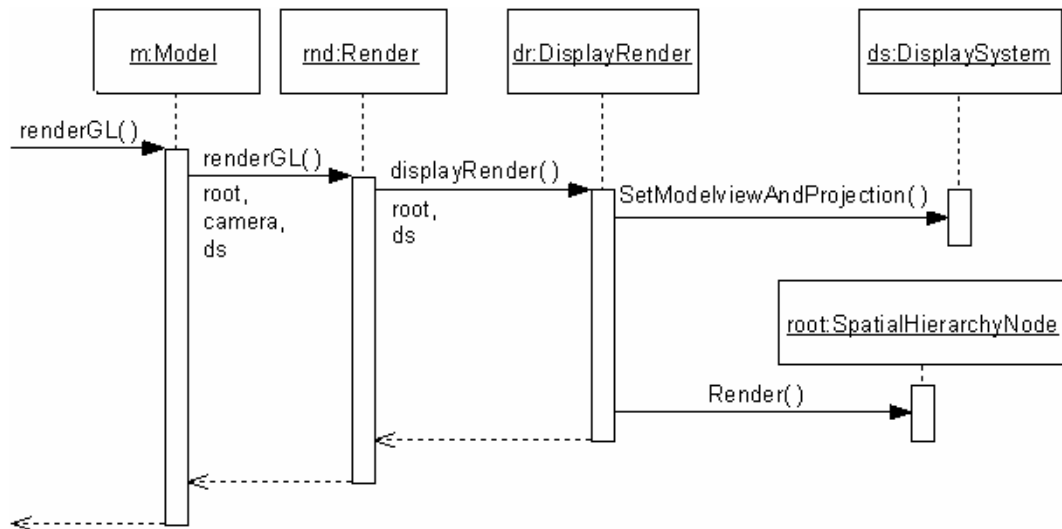 m:Model
rnd:Render
dr:DisplayRender
ds:DisplaySystem
renderGL()
renderGL()
root,
camera,
ds
displayRender()
root,
ds
SetModelviewAndProjection()
root:SpatialHierarchyNode
Render()